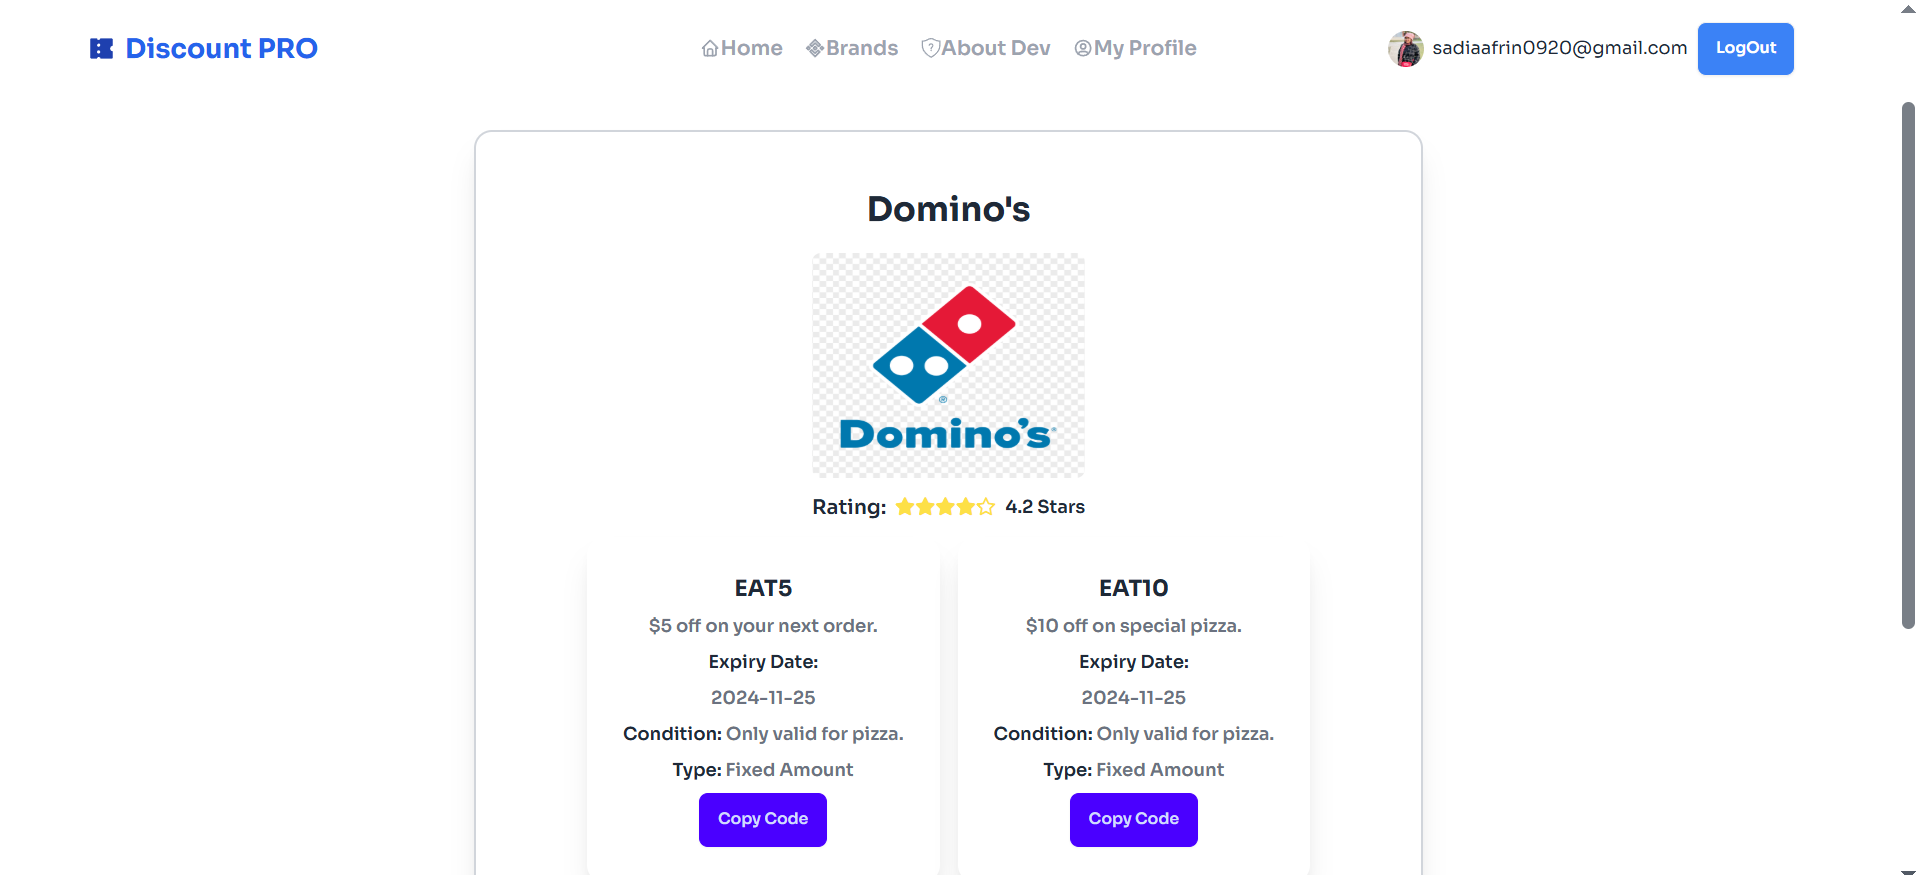 Discount PRO
Home Brands About Dev My Profile
sadiaafrin0920@gmail.com
LogOut
Domino's
Domino's
Rating: 4.2 Stars
EAT5
$5 off on your next order.
Expiry Date:
2024-11-25
Condition: Only valid for pizza.
Type: Fixed Amount
Copy Code
EAT10
$10 off on special pizza.
Expiry Date:
2024-11-25
Condition: Only valid for pizza.
Type: Fixed Amount
Copy Code